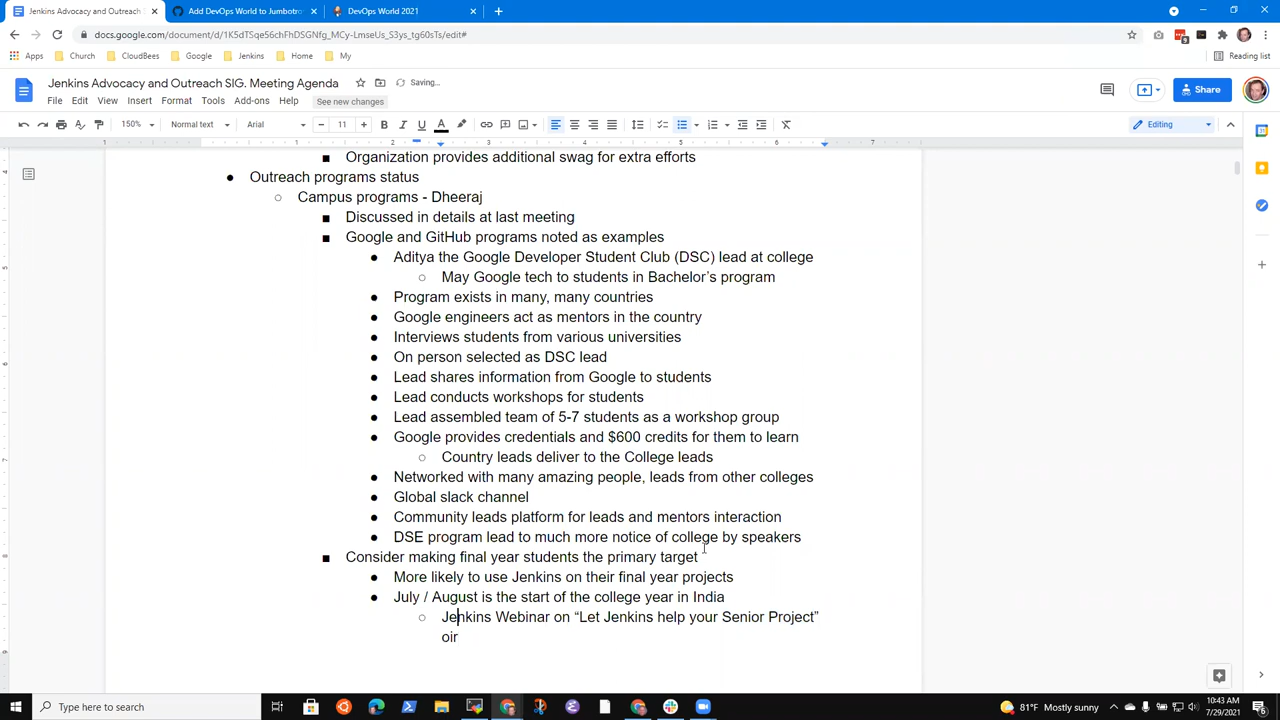 Jenkins Advocacy and Outreach S
Add DevOps World to Jumbotro
DevOps World 2021
docs.google.com/document/d/1K5dTSqe56chFhDSGNfg_MCy-LmseUs_S3ys_tg60sTs/edit#
Apps Church CloudBees Google Jenkins Home My Reading list
Jenkins Advocacy and Outreach SIG. Meeting Agenda Saving...
File Edit View Insert Format Tools Add-ons Help See new changes Share
150% Normal text Arial 11 Editing
1 1 2 3 4 5 6 7
Organization provides additional swag for extra efforts
Outreach programs status
Campus programs - Dheeraj
Discussed in details at last meeting
Google and GitHub programs noted as examples
Aditya the Google Developer Student Club (DSC) lead at college
May Google tech to students in Bachelor's program
Program exists in many, many countries
Google engineers act as mentors in the country
Interviews students from various universities
On person selected as DSC lead
Lead shares information from Google to students
Lead conducts workshops for students
Lead assembled team of 5-7 students as a workshop group
Google provides credentials and $600 credits for them to learn
Country leads deliver to the College leads
Networked with many amazing people, leads from other colleges
Global slack channel
Community leads platform for leads and mentors interaction
DSE program lead to much more notice of college by speakers
Consider making final year students the primary target
More likely to use Jenkins on their final year projects
July / August is the start of the college year in India
Jenkins Webinar on “Let Jenkins help your Senior Project”
oir
Type here to search
81°F Mostly sunny
10:43 AM
7/29/2021